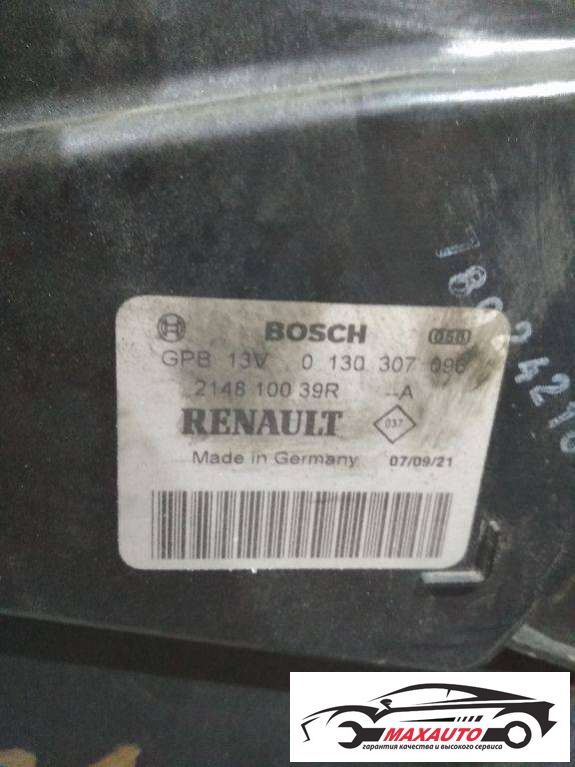 BOSCH
GPB 13V 0 130 307 096
2148 100 39R --A
RENAULT 037
Made in Germany 07/09/21
MAXAUTO
гарантия качества и высокого сервиса